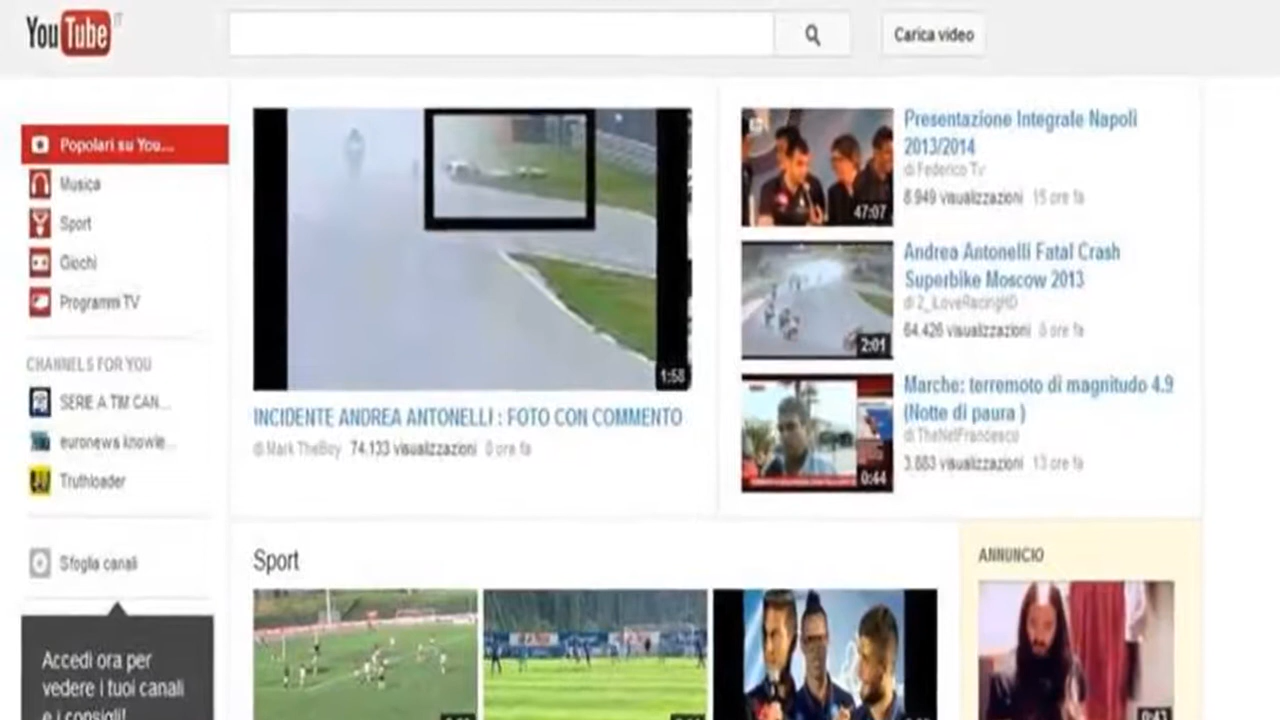 YouTube IT
Carica video
Popolari su You...
Musica
Sport
Giochi
Programmi TV
CHANNELS FOR YOU
SERIE A TIM CAN...
euronews knowle...
Truthloader
Sfoglia canali
Accedi ora per
vedere i tuoi canali
e i consigli!
1:58
INCIDENTE ANDREA ANTONELLI : FOTO CON COMMENTO
di Mark TheBoy 74.133 visualizzazioni ore fa
47:07
Presentazione Integrale Napoli
2013/2014
di Federico Tv
8.949 visualizzazioni 15 ore fa
2:01
Andrea Antonelli Fatal Crash
Superbike Moscow 2013
di Z_iLoveRacingHD
64.426 visualizzazioni ore fa
0:44
Marche: terremoto di magnitudo 4.9
(Notte di paura )
di TheNelFrancesco
3.883 visualizzazioni 13 ore fa
Sport
ANNUNCIO